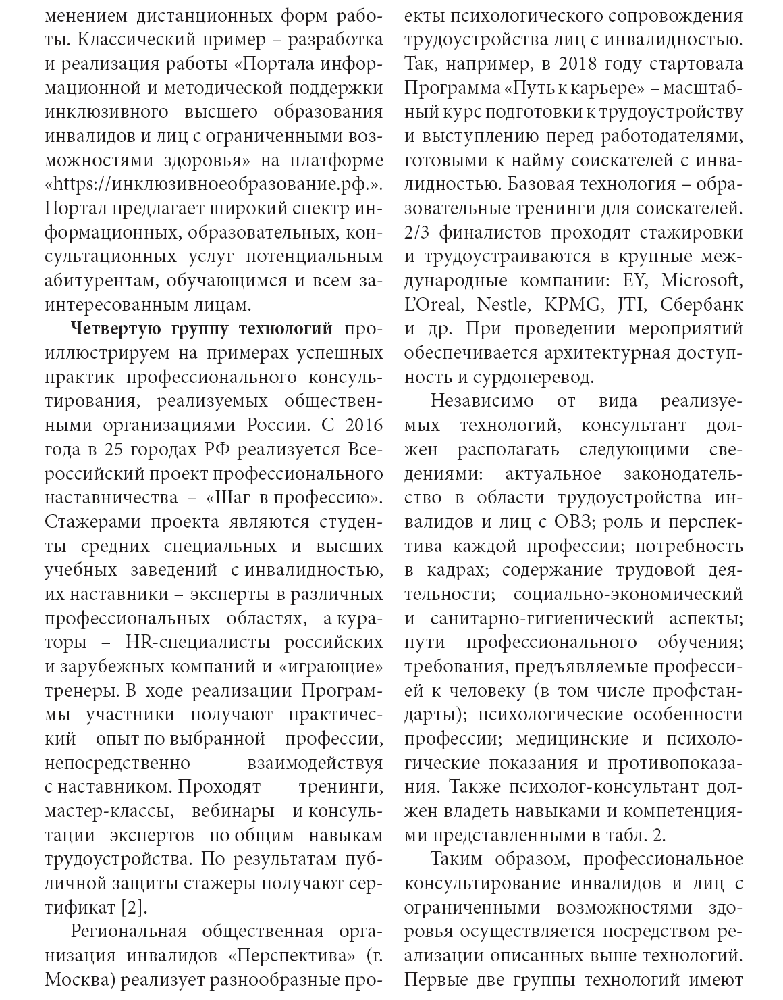 менением дистанционных форм рабо-
ты. Классический пример – разработка
и реализация работы «Портала инфор-
мационной и методической поддержки
инклюзивного высшего образования
инвалидов и лиц с ограниченными воз-
можностями здоровья» на платформе
«https://инклюзивноеобразование.рф.».
Портал предлагает широкий спектр ин-
формационных, образовательных, кон-
сультационных услуг потенциальным
абитурентам, обучающимся и всем за-
интересованным лицам.
Четвертую группу технологий про-
иллюстрируем на примерах успешных
практик профессионального консуль-
тирования, реализуемых обществен-
ными организациями России. С 2016
года в 25 городах РФ реализуется Все-
российский проект профессионального
наставничества – «Шаг в профессию».
Стажерами проекта являются студен-
ты средних специальных и высших
учебных заведений с инвалидностью,
их наставники – эксперты в различных
профессиональных областях, а кура-
торы – HR-специалисты российских
и зарубежных компаний и «играющие»
тренеры. В ходе реализации Програм-
мы участники получают практичес-
кий опыт по выбранной профессии,
непосредственно взаимодействуя
с наставником. Проходят тренинги,
мастер-классы, вебинары и консуль-
тации экспертов по общим навыкам
трудоустройства. По результатам пуб-
личной защиты стажеры получают сер-
тификат [2].
Региональная общественная орга-
низация инвалидов «Перспектива» (г.
Москва) реализует разнообразные про-
екты психологического сопровождения
трудоустройства лиц с инвалидностью.
Так, например, в 2018 году стартовала
Программа «Путь к карьере» – масштаб-
ный курс подготовки к трудоустройству
и выступлению перед работодателями,
готовыми к найму соискателей с инва-
лидностью. Базовая технология – обра-
зовательные тренинги для соискателей.
2/3 финалистов проходят стажировки
и трудоустраиваются в крупные меж-
дународные компании: EY, Microsoft,
L’Oreal, Nestle, KPMG, JTI, Сбербанк
и др. При проведении мероприятий
обеспечивается архитектурная доступ-
ность и сурдоперевод.
Независимо от вида реализуе-
мых технологий, консультант дол-
жен располагать следующими све-
дениями: актуальное законодатель-
ство в области трудоустройства ин-
валидов и лиц с ОВЗ; роль и перспек-
тива каждой профессии; потребность
в кадрах; содержание трудовой дея-
тельности; социально-экономический
и санитарно-гигиенический аспекты;
пути профессионального обучения;
требования, предъявляемые професси-
ей к человеку (в том числе профстан-
дарты); психологические особенности
профессии; медицинские и психоло-
гические показания и противопоказа-
ния. Также психолог-консультант дол-
жен владеть навыками и компетенция-
ми представленными в табл. 2.
Таким образом, профессиональное
консультирование инвалидов и лиц с
ограниченными возможностями здо-
ровья осуществляется посредством ре-
ализации описанных выше технологий.
Первые две группы технологий имеют